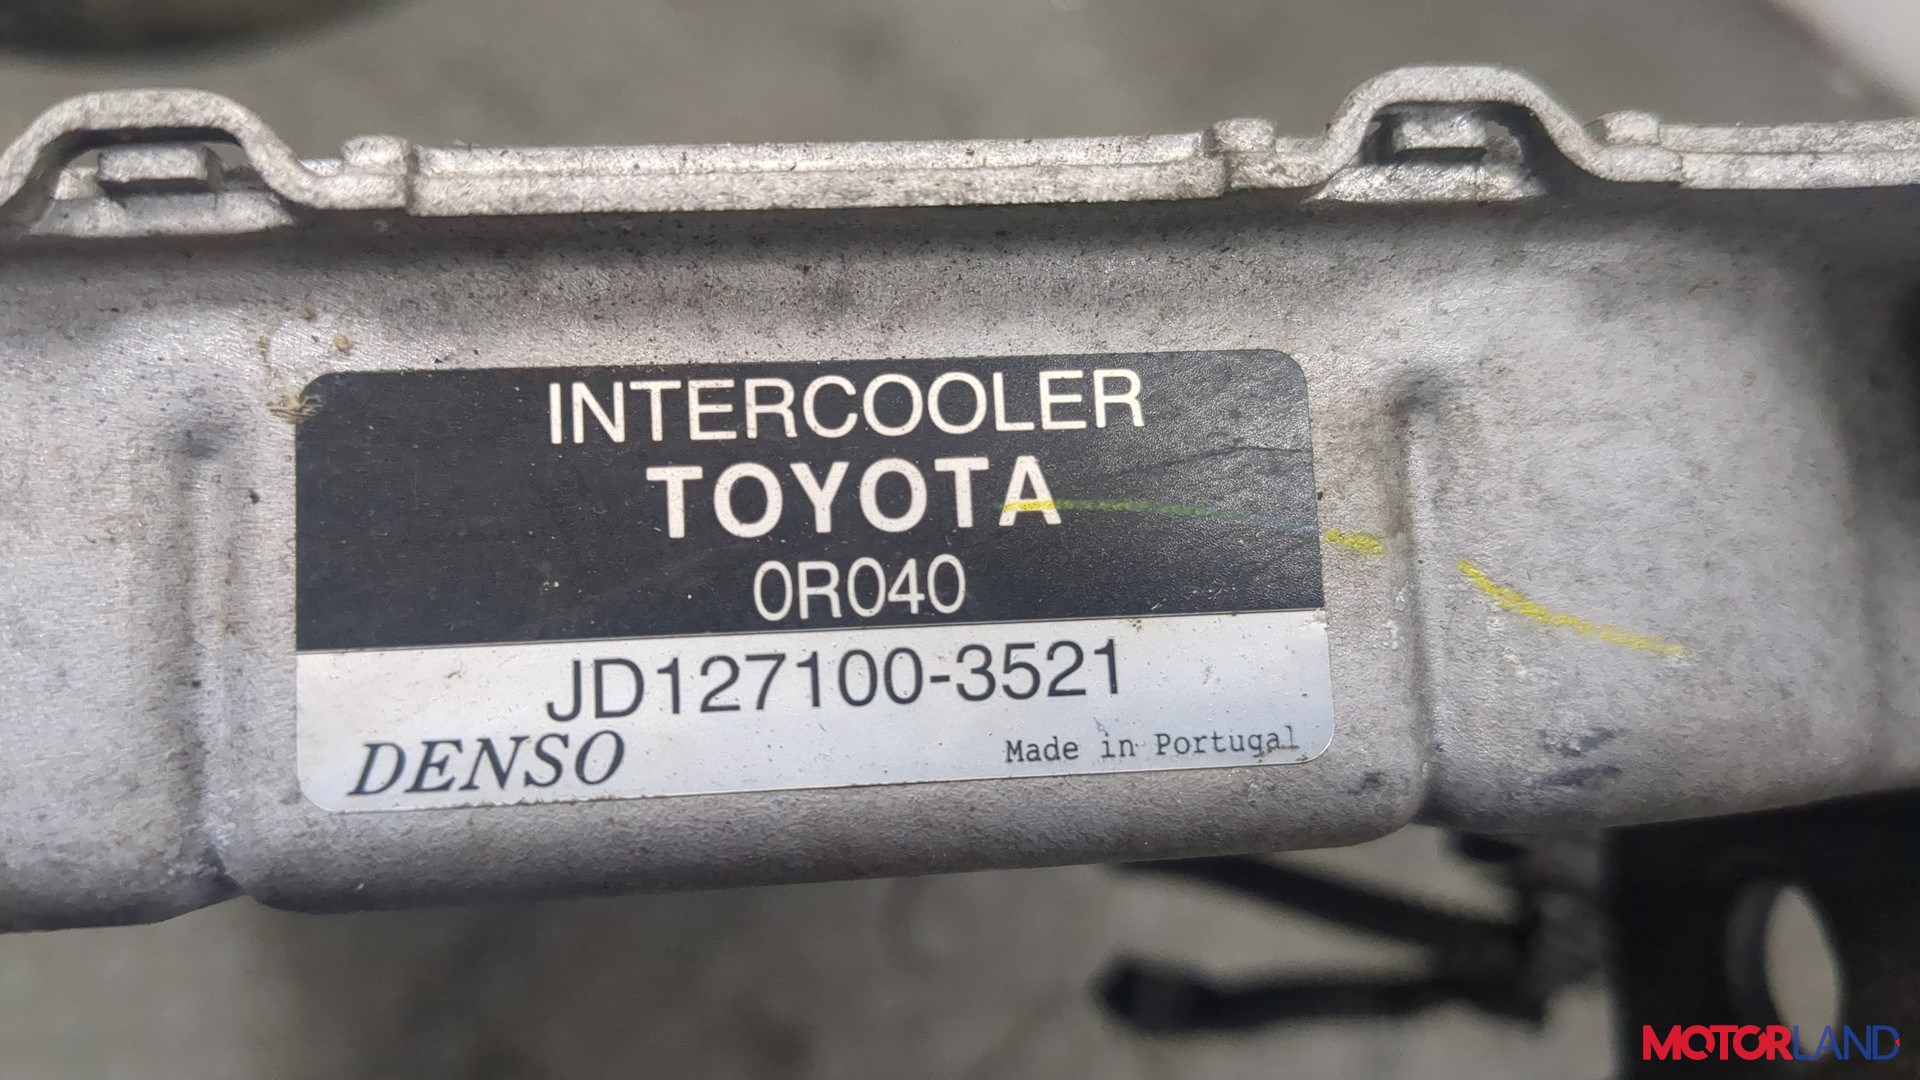 INTERCOOLER
TOYOTA
0R040
JD127100-3521
DENSO
Made in Portugal
MOTORLAND